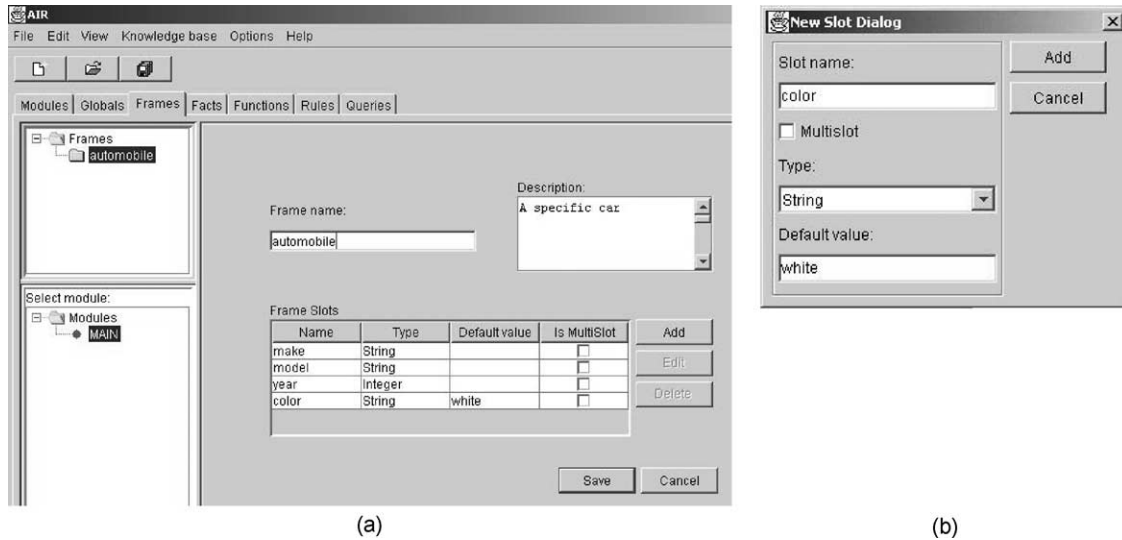 AIR
File Edit View Knowledge base Options Help
Modules Globals Frames Facts Functions Rules Queries
Frames
automobile
Select module:
Modules
MAIN
Frame name:
automobile
Description:
A specific car
Frame Slots
Name Type Default value Is MultiSlot
make String
model String
year Integer
color String white
Add
Edit
Delete
Save Cancel
(a)
New Slot Dialog
Slot name:
color
Multislot
Type:
String
Default value:
white
Add
Cancel
(b)